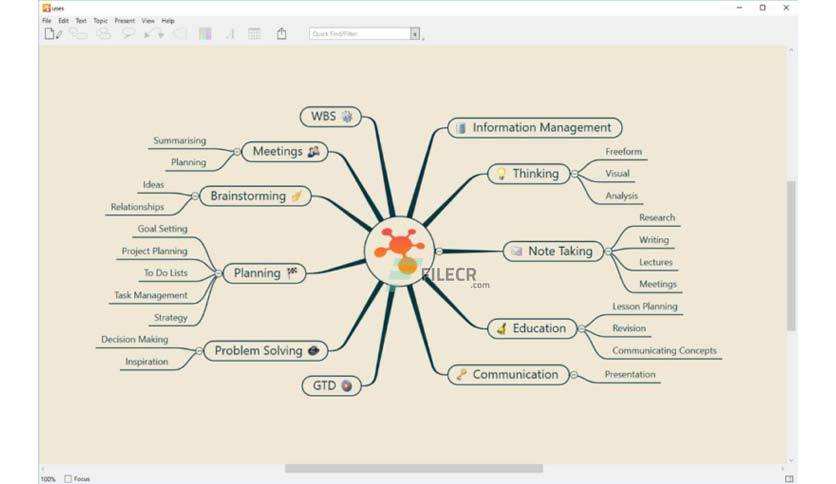 uses
File Edit Text Topic Present View Help
Quick Find/Filter
WBS
Information Management
Summarising
Meetings
Planning
Freeform
Thinking
Visual
Analysis
Ideas
Brainstorming
Relationships
Research
Writing
Note Taking
Lectures
Meetings
Goal Setting
Project Planning
To Do Lists
Planning
Task Management
Strategy
FILECR
.com
Lesson Planning
Education
Revision
Communicating Concepts
Decision Making
Problem Solving
Inspiration
GTD
Communication
Presentation
100% Focus